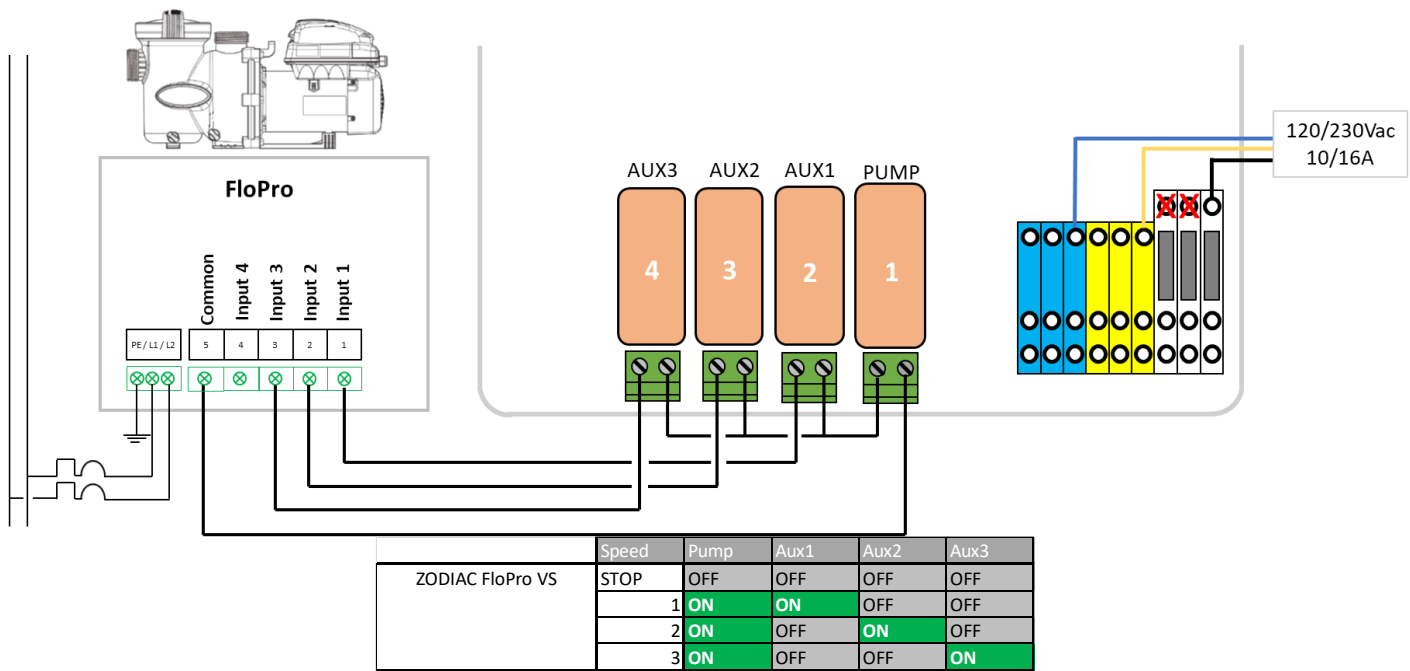 120/230Vac
10/16A
AUX3 AUX2 AUX1 PUMP
FloPro
4 3 2 1
Common
Input 4
Input 3
Input 2
Input 1
PE / L1 / L2 5 4 3 2 1
Speed Pump Aux1 Aux2 Aux3
ZODIAC FloPro VS STOP OFF OFF OFF OFF
1 ON ON OFF OFF
2 ON OFF ON OFF
3 ON OFF OFF ON